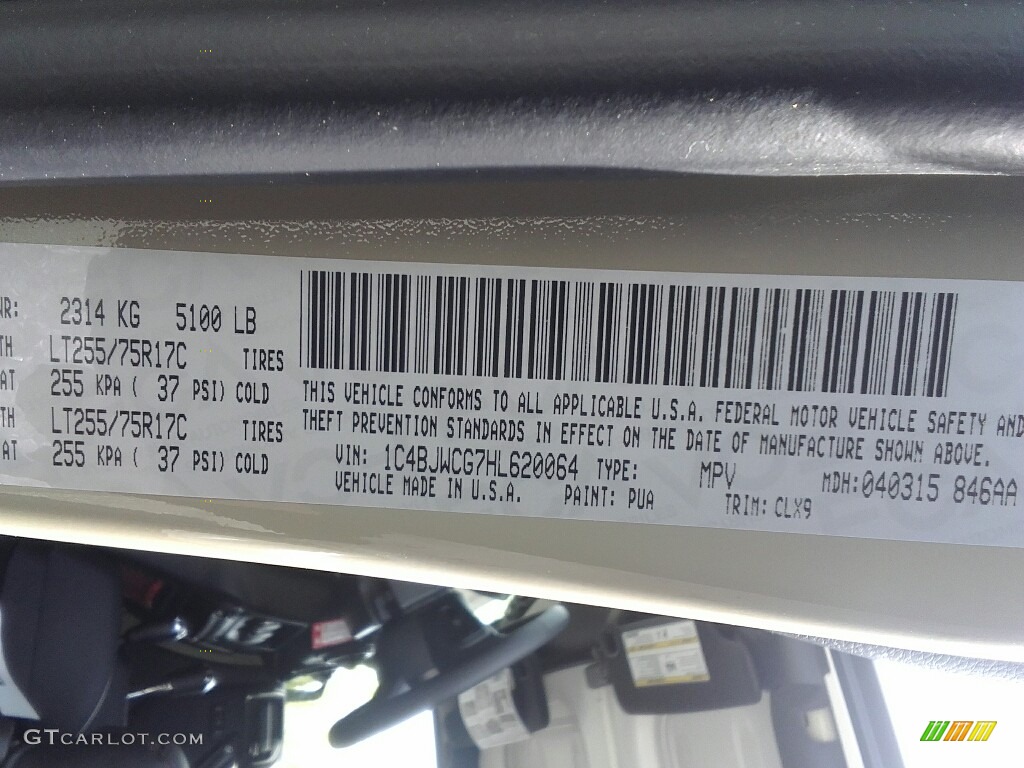 WR: 2314 KG 5100 LB
TH LT255/75R17C TIRES
AT 255 KPA ( 37 PSI) COLD
TH LT255/75R17C TIRES
AT 255 KPA ( 37 PSI) COLD
THIS VEHICLE CONFORMS TO ALL APPLICABLE U.S.A. FEDERAL MOTOR VEHICLE SAFETY AND
THEFT PREVENTION STANDARDS IN EFFECT ON THE DATE OF MANUFACTURE SHOWN ABOVE.
VIN: 1C4BJWCG7HL620064 TYPE: MPV MDH:040315 846AA
VEHICLE MADE IN U.S.A. PAINT: PUA TRIM: CLX9
GTCARLOT.COM